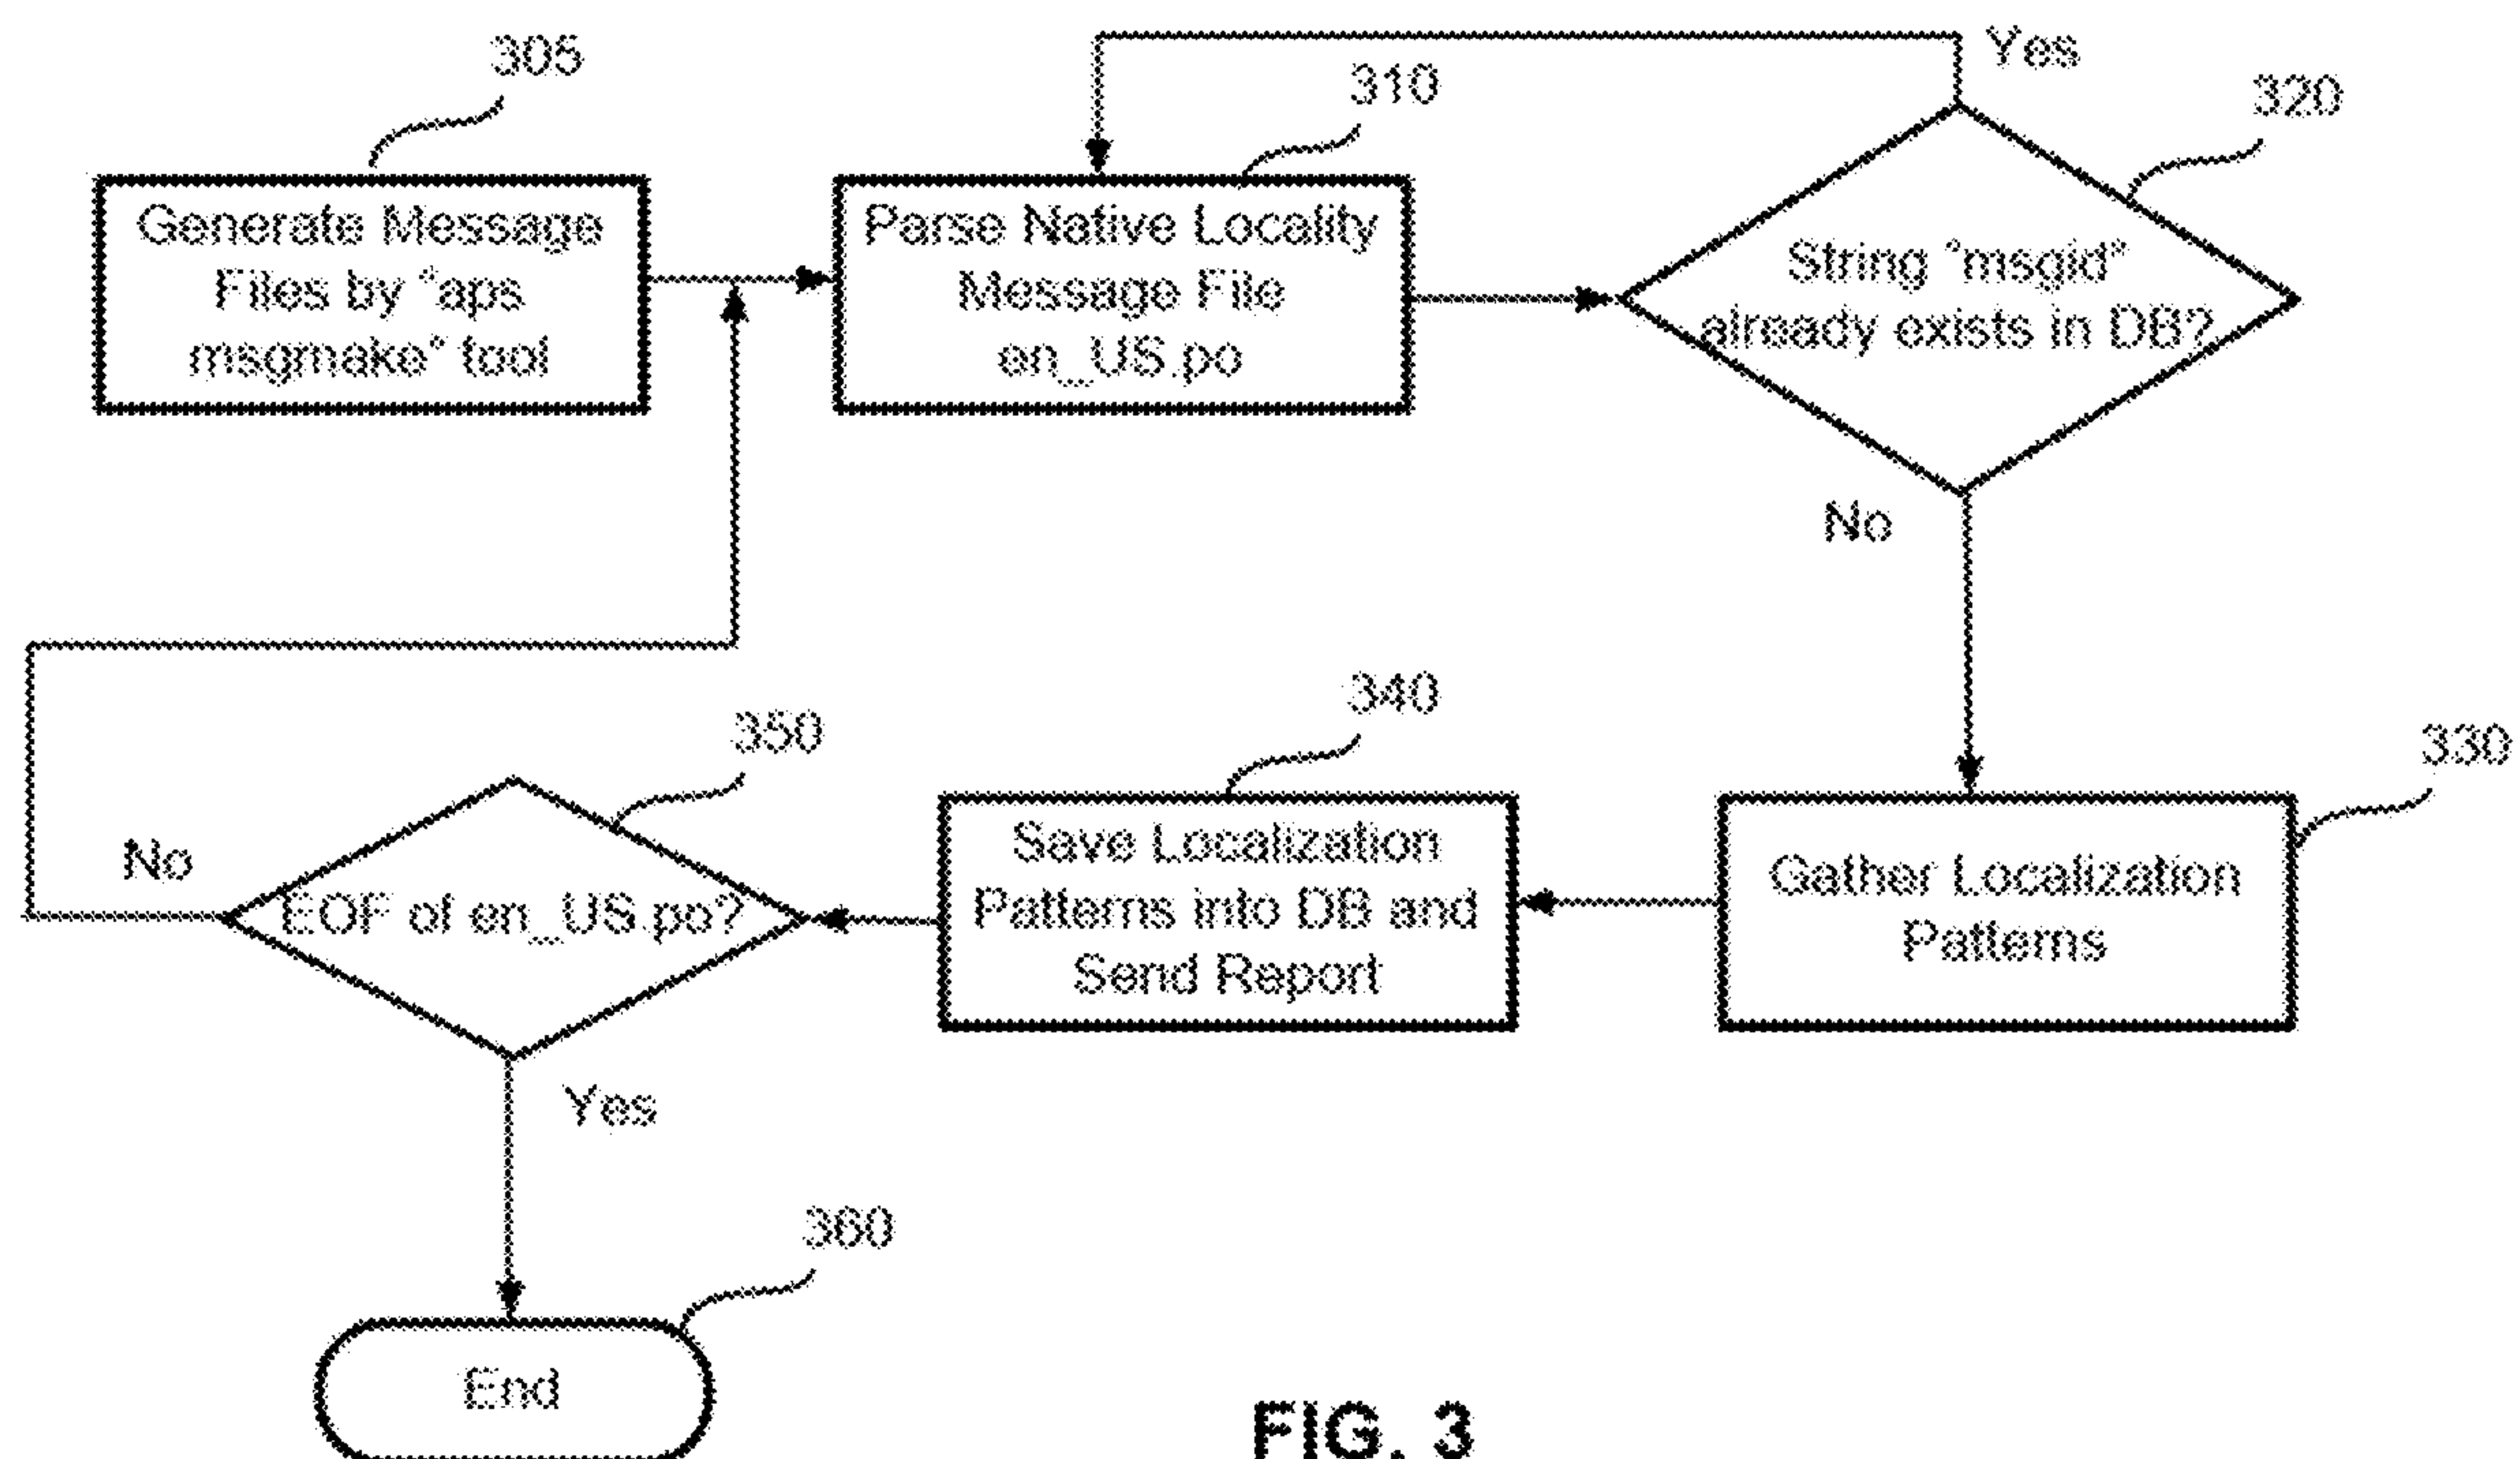 305
Generate Message
Files by "aps
msgmake" tool
310
Parse Native Locality
Message File
en_US.po
Yes
320
String "msgid"
already exists in DB?
No
330
Gather Localization
Patterns
340
Save Localization
Patterns into DB and
Send Report
350
EOF of en_US.po?
No
Yes
360
End
FIG. 3